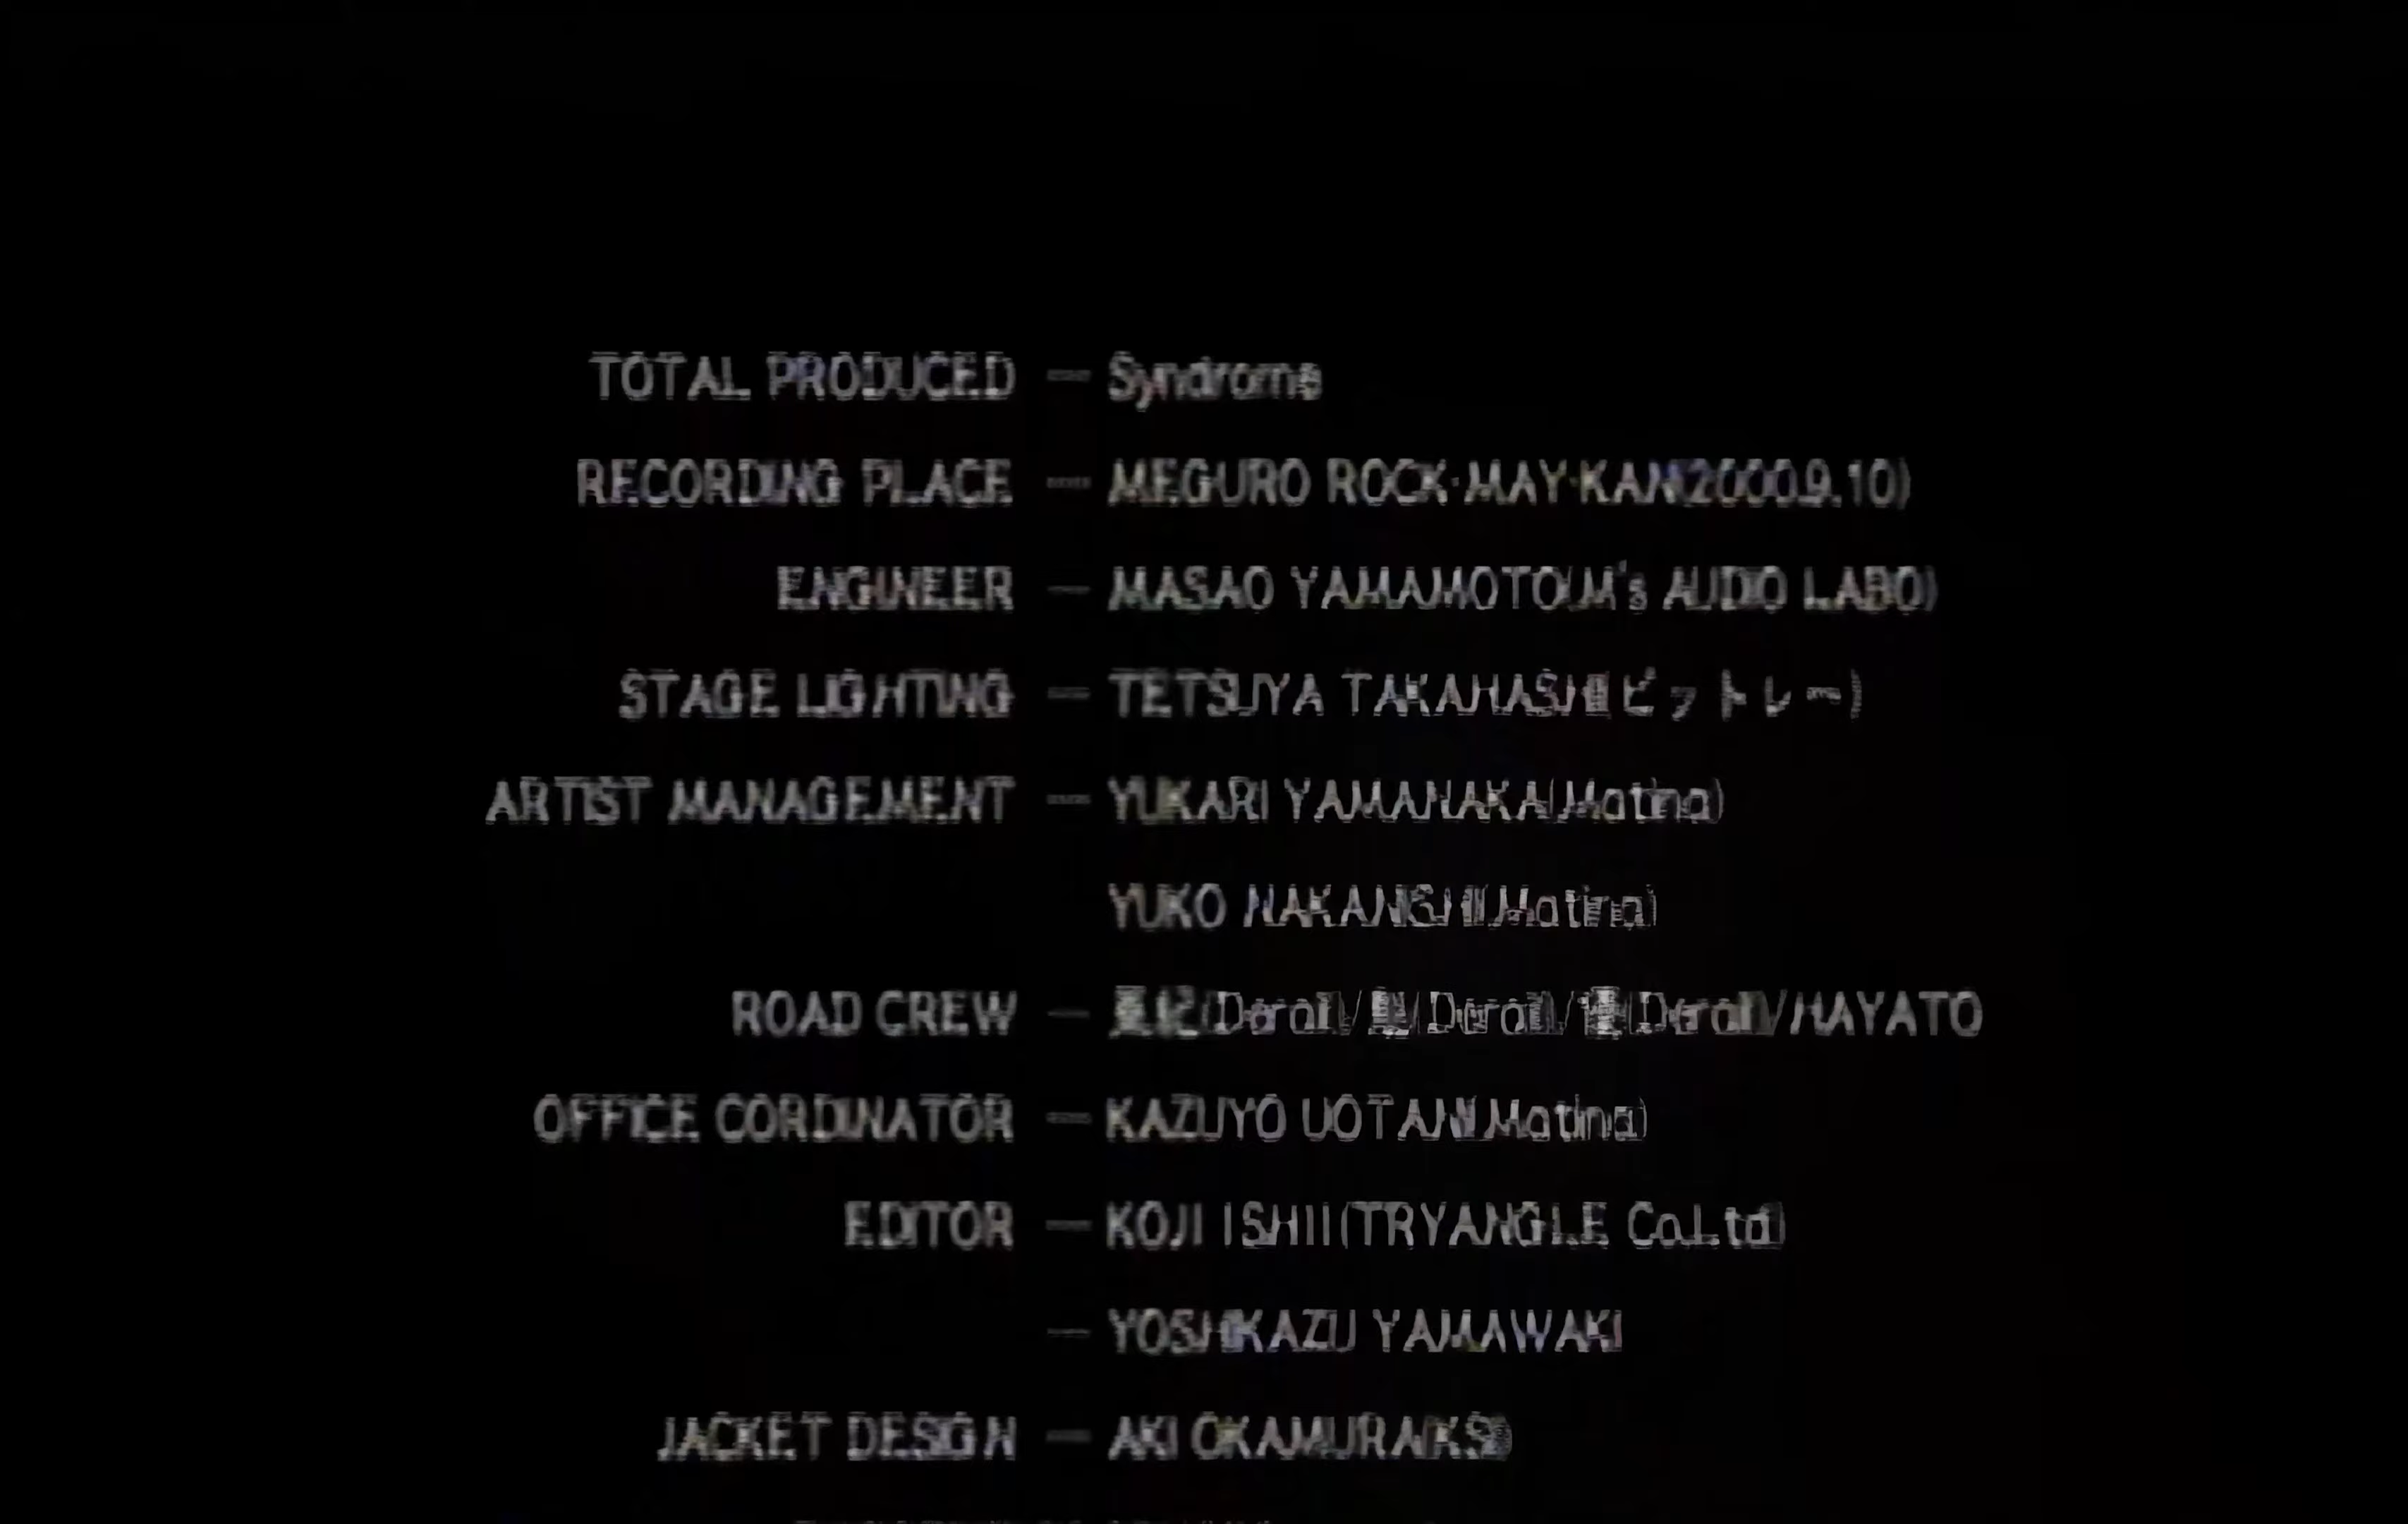 TOTAL PRODUCED — Syndrome
RECORDING PLACE — MEGURO ROCK·MAY·KAN(2000.9.10)
ENGINEER — MASAO YAMAMOTO(M's AUDIO LABO)
STAGE LIGHTING — TETSUYA TAKAHASHI(ピットレー)
ARTIST MANAGEMENT — YUKARI YAMANAKA(Matina)
YUKO NAKANISHI(Matina)
ROAD CREW — /HAYATO
OFFICE CORDINATOR — KAZUYO UOTANI(Matina)
EDITOR — KOJI ISHII(TRYANGLE Co.Ltd)
— YOSHIKAZU YAMAWAKI
JACKET DESIGN — AKI OKAMURA